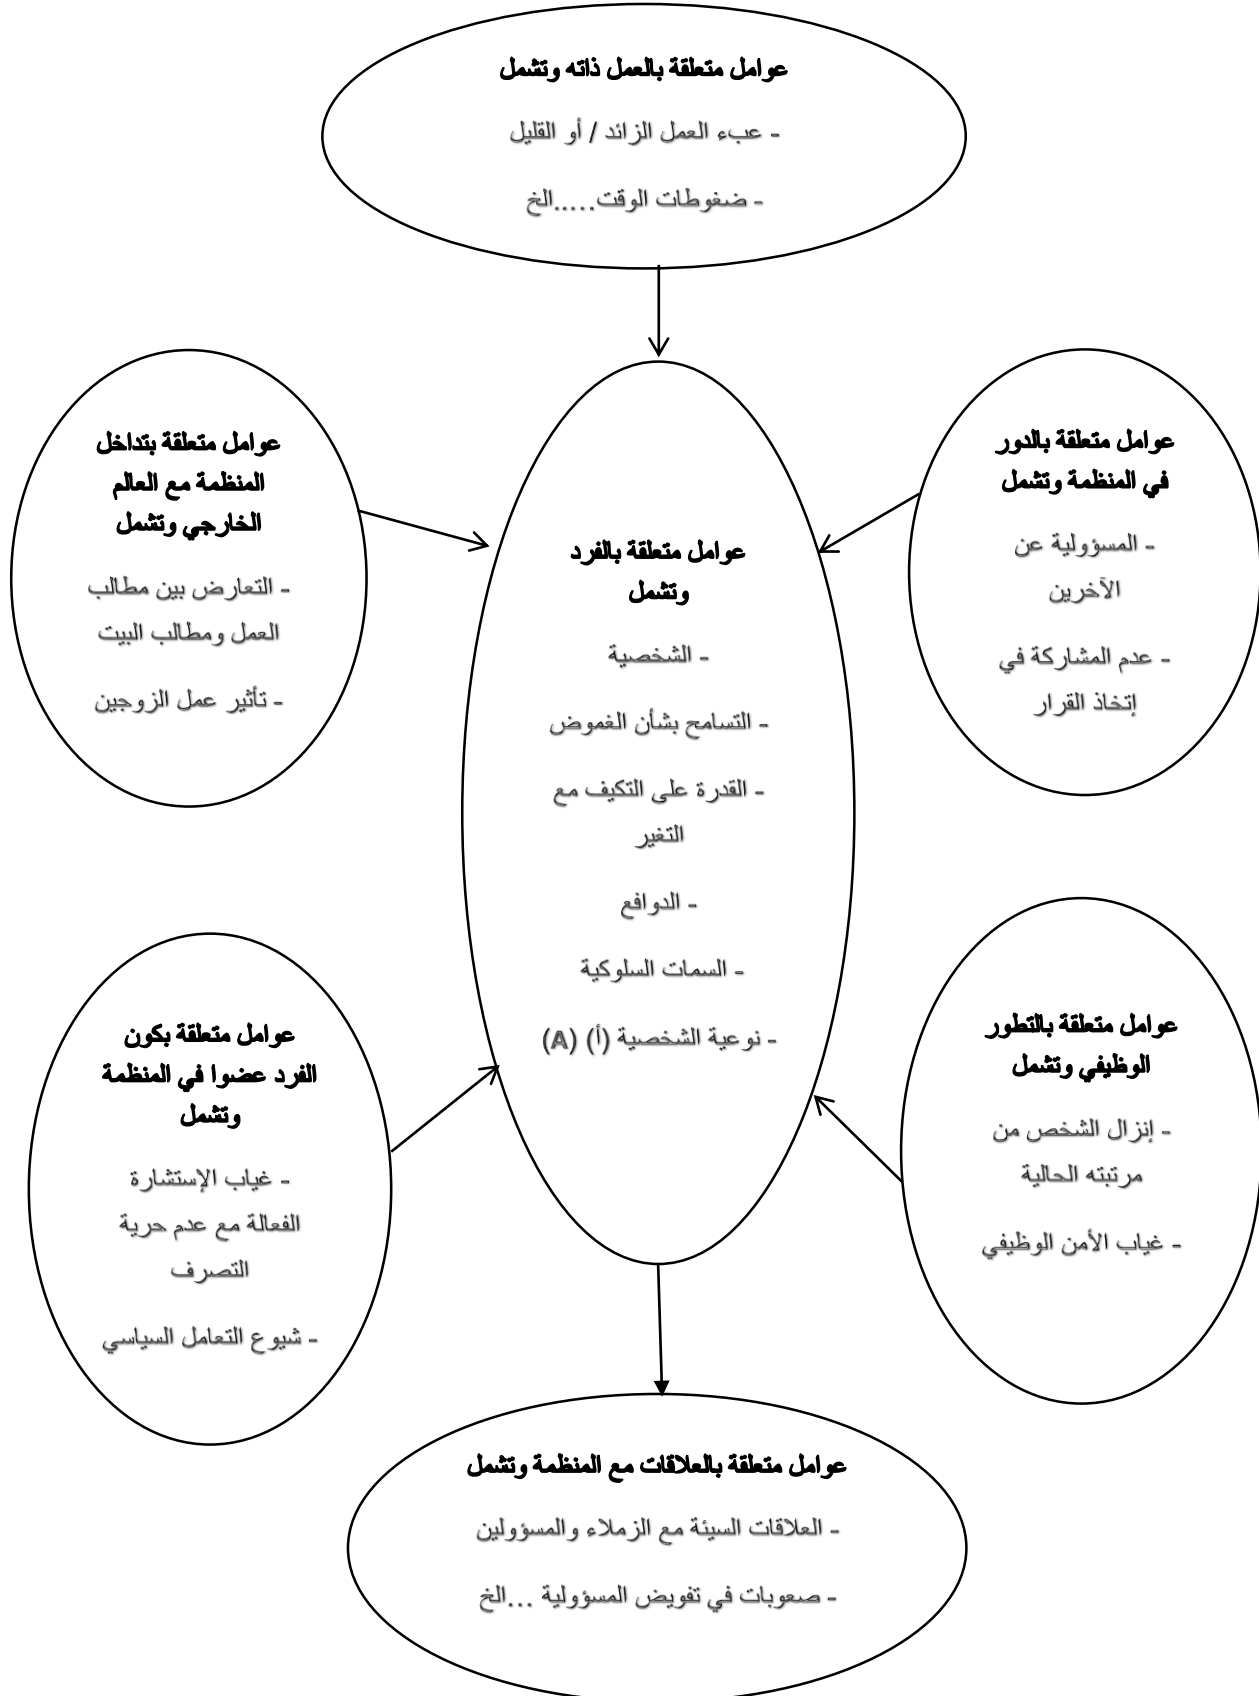 عوامل متعلقة بالعمل ذاته وتشمل
- عبء العمل الزائد / أو القليل
- ضغوطات الوقت.....الخ
عوامل متعلقة بالدور
في المنظمة وتشمل
- المسؤولية عن
الآخرين
- عدم المشاركة في
إتخاذ القرار
عوامل متعلقة بالفرد
وتشمل
- الشخصية
- التسامح بشأن الغموض
- القدرة على التكيف مع
التغير
- الدوافع
- السمات السلوكية
- نوعية الشخصية (أ) (A)
عوامل متعلقة بتداخل
المنظمة مع العالم
الخارجي وتشمل
- التعارض بين مطالب
العمل ومطالب البيت
- تأثير عمل الزوجين
عوامل متعلقة بالتطور
الوظيفي وتشمل
- إنزال الشخص من
مرتبته الحالية
- غياب الأمن الوظيفي
عوامل متعلقة بكون
الفرد عضوا في المنظمة
وتشمل
- غياب الإستشارة
الفعالة مع عدم حرية
التصرف
- شيوع التعامل السياسي
عوامل متعلقة بالعلاقات مع المنظمة وتشمل
- العلاقات السيئة مع الزملاء والمسؤولين
- صعوبات في تفويض المسؤولية ...الخ